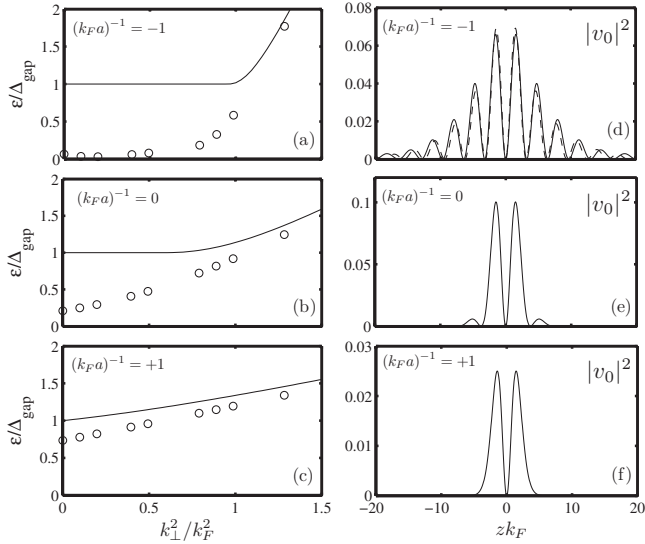 2
1.5
1
0.5
0
ε/Δgap
(k_F a)^{-1} = −1
(a)
0.08
0.06
0.04
0.02
0
(k_F a)^{-1} = −1
|v_0|^2
(d)
2
1.5
1
0.5
0
ε/Δgap
(k_F a)^{-1} = 0
(b)
0.1
0.05
0
(k_F a)^{-1} = 0
|v_0|^2
(e)
2
1.5
1
0.5
0
ε/Δgap
(k_F a)^{-1} = +1
(c)
0 0.5 1 1.5
k_⊥^2/k_F^2
0.03
0.02
0.01
0
(k_F a)^{-1} = +1
|v_0|^2
(f)
−20 −10 0 10 20
zk_F